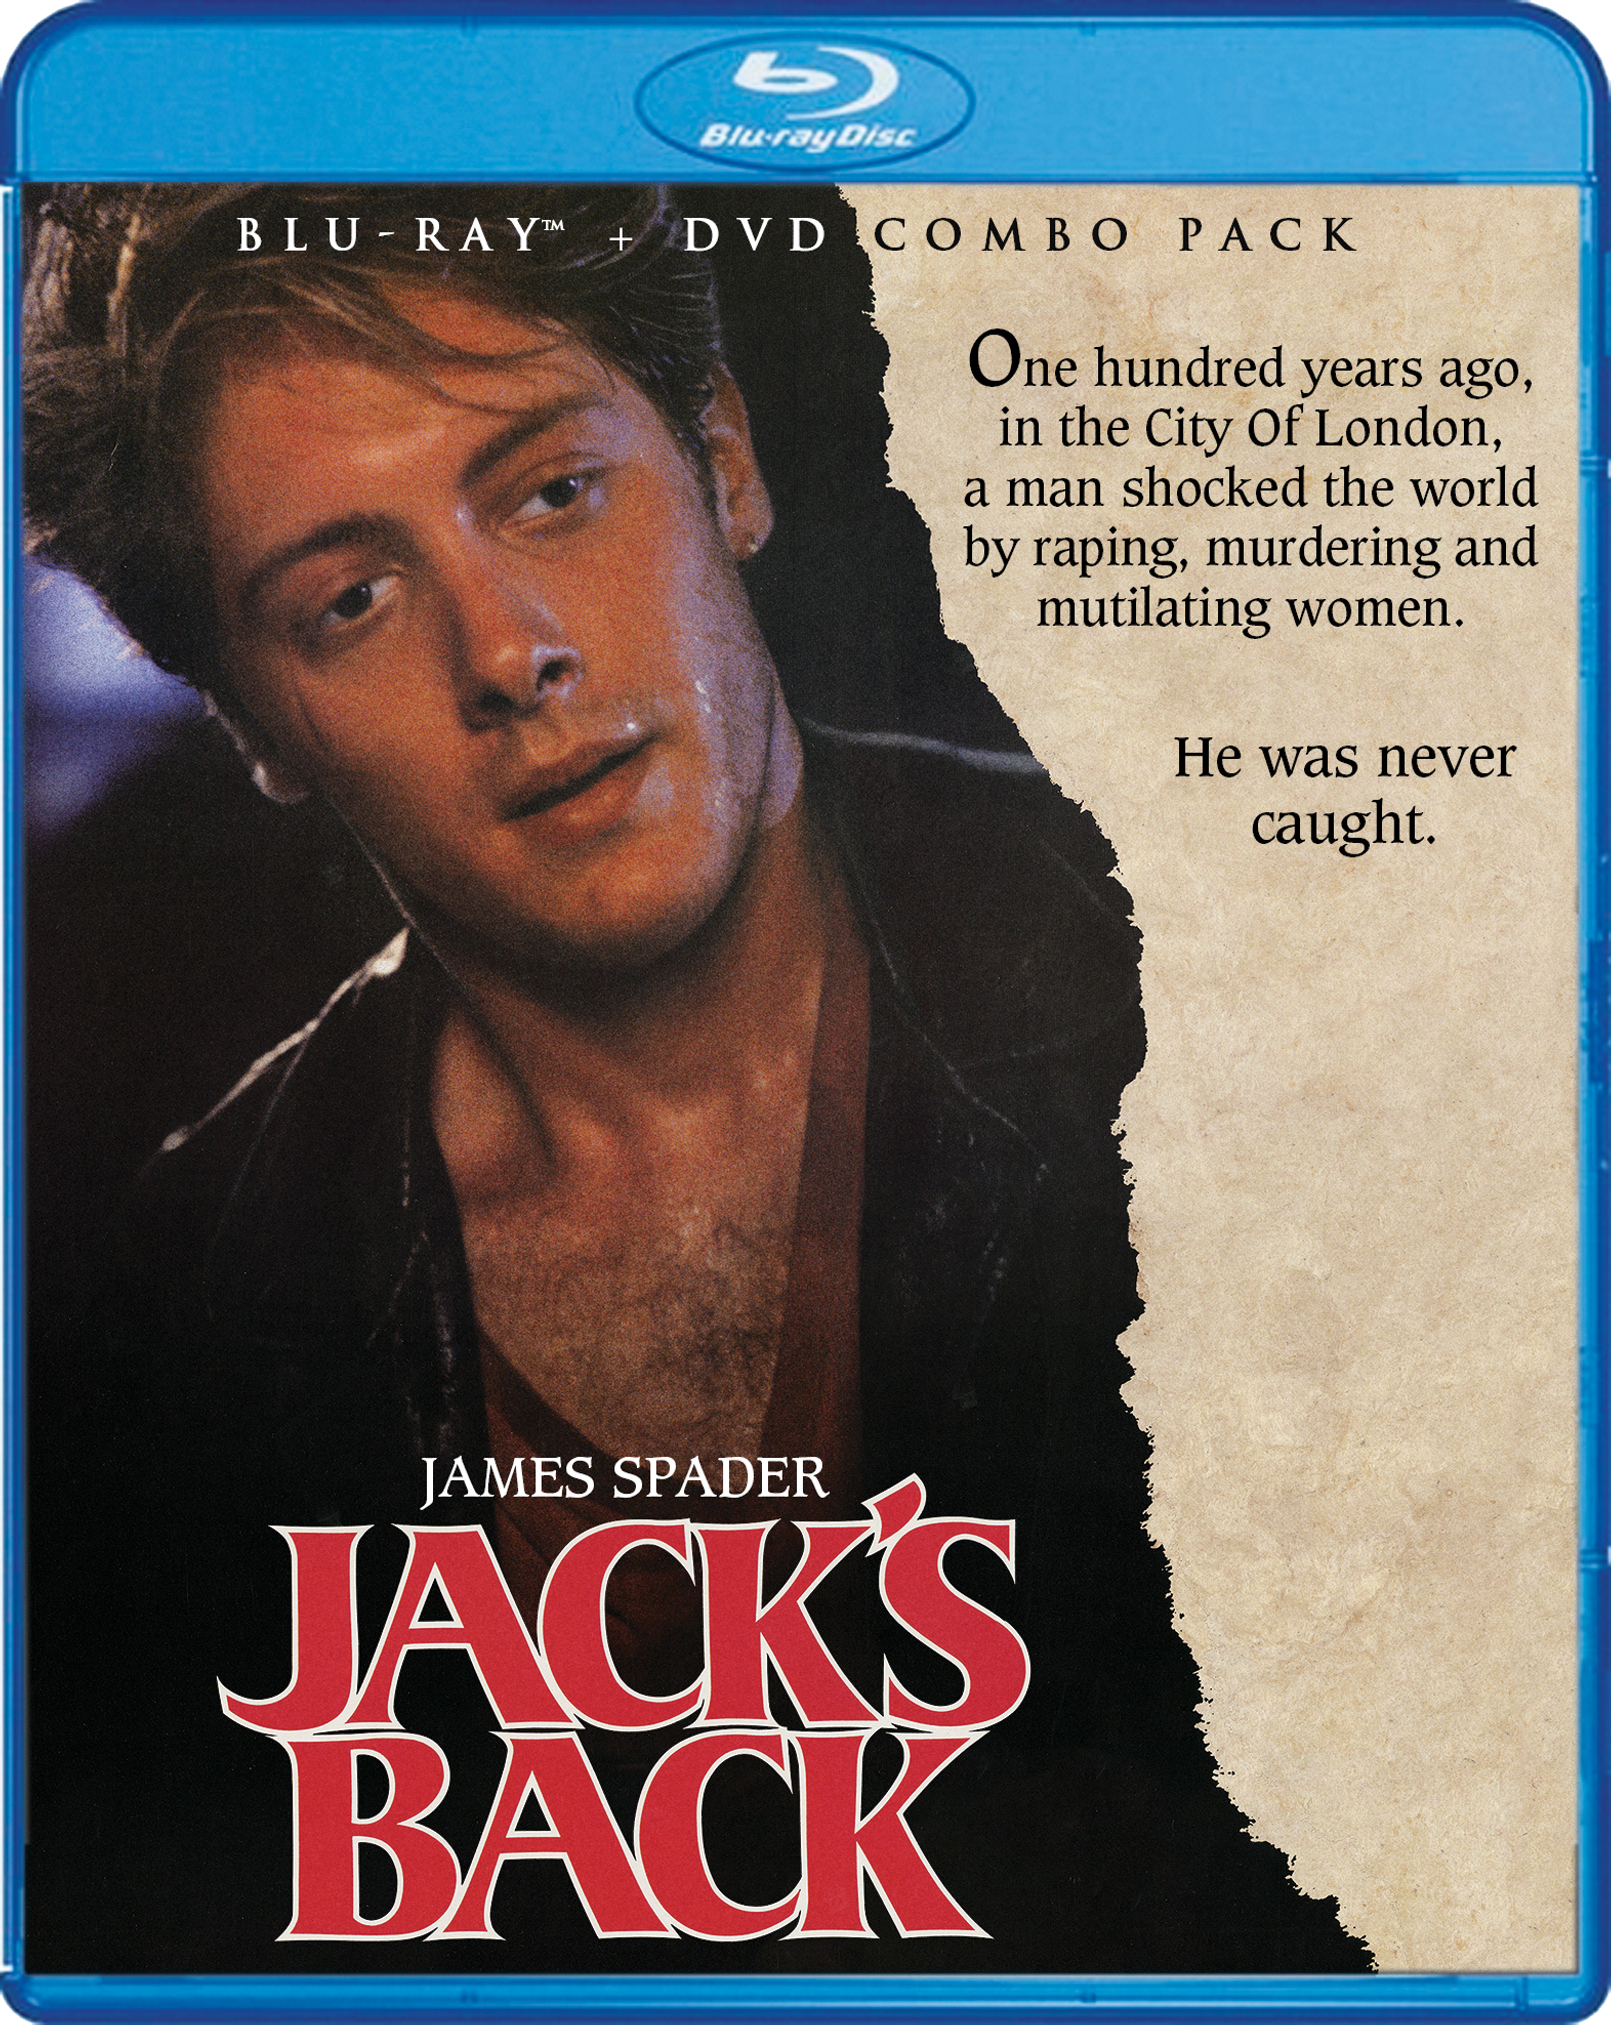 Blu-ray Disc
BLU-RAY™ + DVD COMBO PACK
One hundred years ago,
in the City Of London,
a man shocked the world
by raping, murdering and
mutilating women.
He was never
caught.
JAMES SPADER
JACK'S
BACK